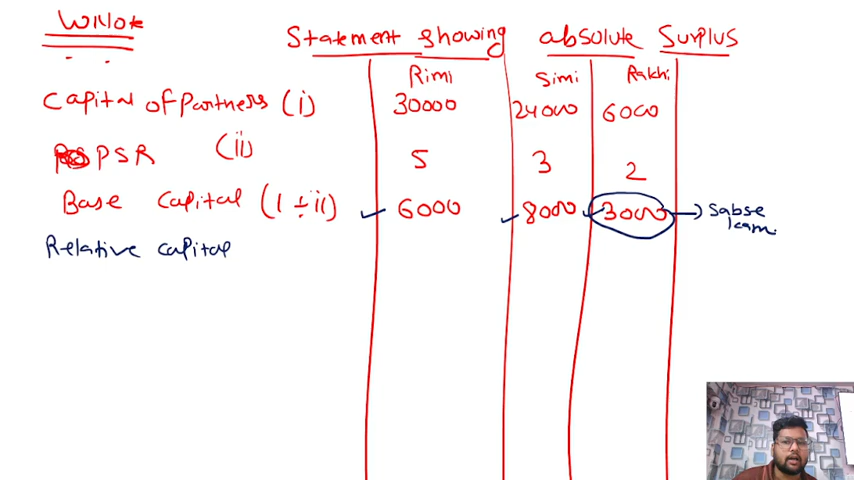 W.Note
Statement showing absolute Surplus
Rimi Simi Rakhi
Capital of Partners (i) 30000 24000 6000
PSR (ii) 5 3 2
Base Capital (I ÷ ii) 6000 8000 3000 → Sabse kam.
Relative capital